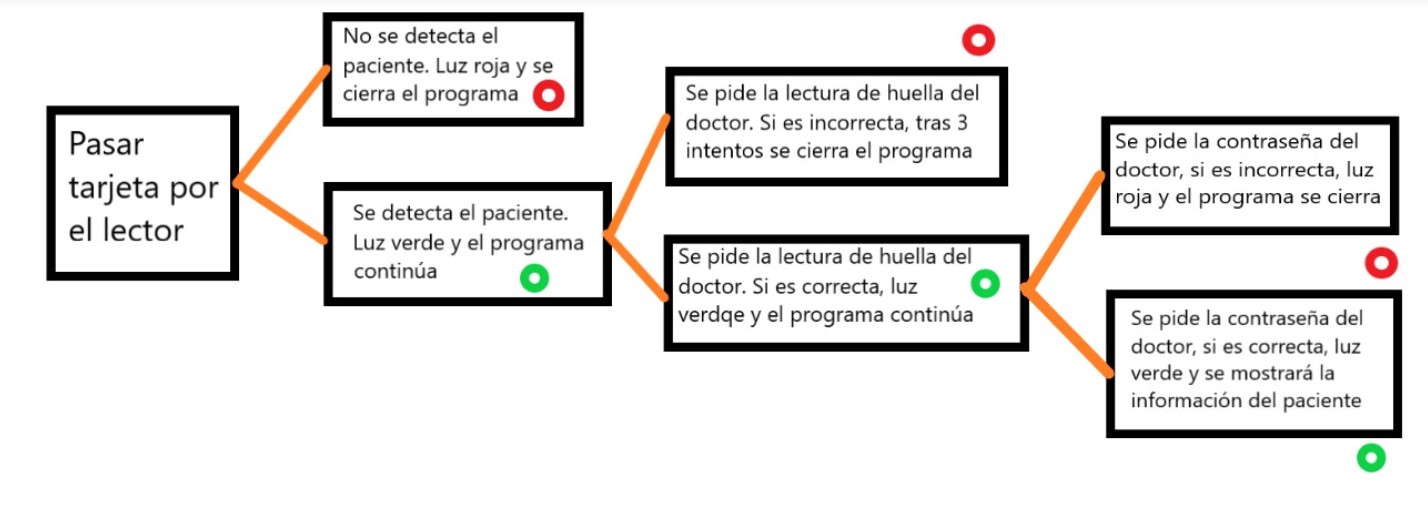 Pasar
tarjeta por
el lector
No se detecta el
paciente. Luz roja y se
cierra el programa
Se detecta el paciente.
Luz verde y el programa
continúa
Se pide la lectura de huella del
doctor. Si es incorrecta, tras 3
intentos se cierra el programa
Se pide la lectura de huella del
doctor. Si es correcta, luz
verdqe y el programa continúa
Se pide la contraseña del
doctor, si es incorrecta, luz
roja y el programa se cierra
Se pide la contraseña del
doctor, si es correcta, luz
verde y se mostrará la
información del paciente